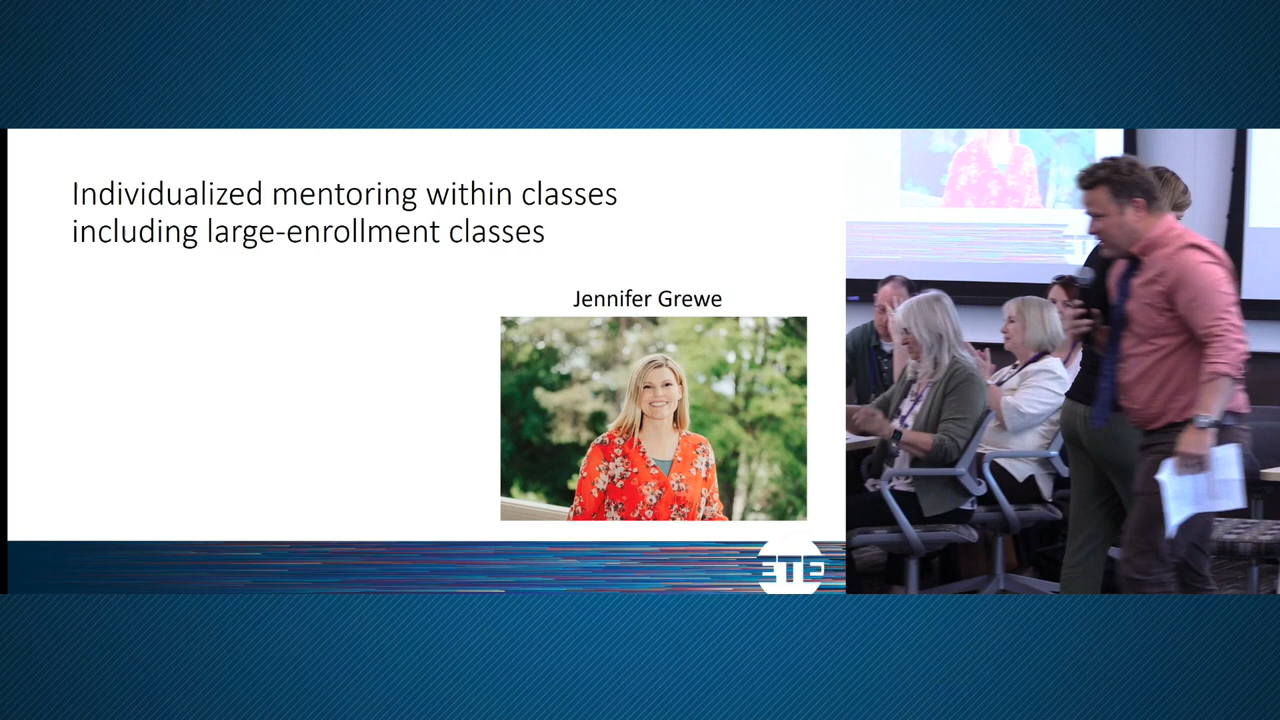 Individualized mentoring within classes
including large-enrollment classes
Jennifer Grewe
ETE